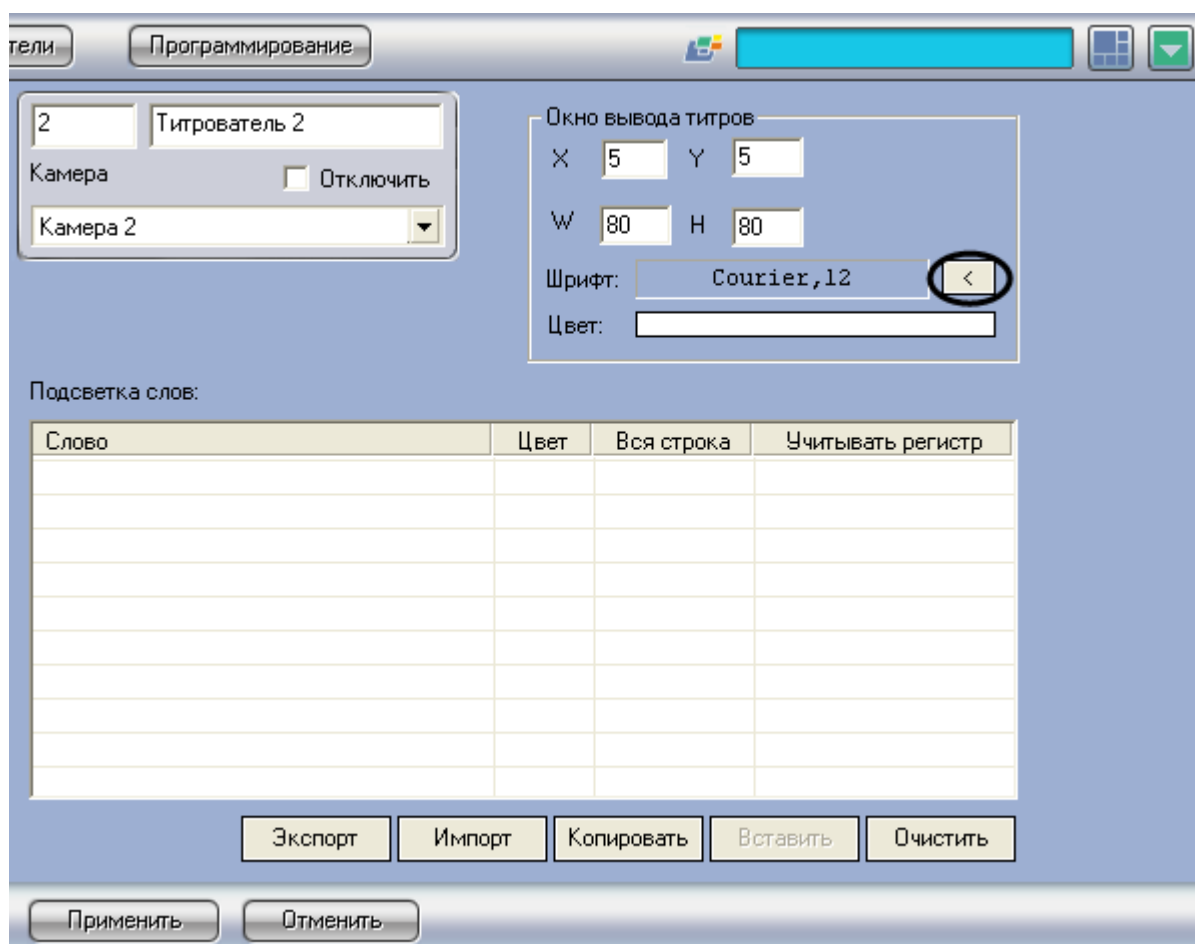 тели Программирование
2 Титрователь 2
Камера Отключить
Камера 2
Окно вывода титров
X 5 Y 5
W 80 H 80
Шрифт: Courier,12 <
Цвет:
Подсветка слов:
Слово Цвет Вся строка Учитывать регистр
Экспорт Импорт Копировать Вставить Очистить
Применить Отменить